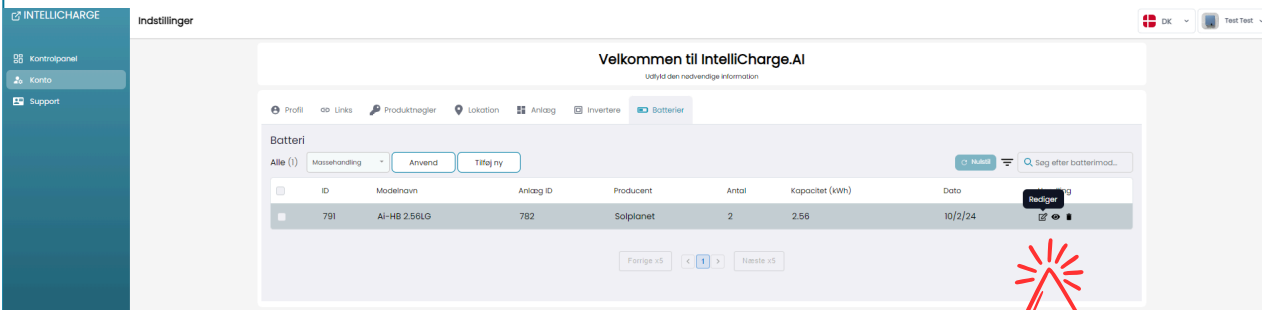 INTELLICHARGE
Indstillinger
DK
Test Test
Kontrolpanel
Konto
Support
Velkommen til IntelliCharge.AI
Udfyld den nødvendige information
Profil Links Produktnøgler Lokation Anlæg Invertere Batterier
Batteri
Alle (1) Massehandling Anvend Tilføj ny Nulstil Søg efter batterimod...
ID Modelnavn Anlæg ID Producent Antal Kapacitet (kWh) Dato
Rediger
791 Ai-HB 2.56LG 782 Solplanet 2 2.56 10/2/24
Forrige x5 < 1 > Næste x5